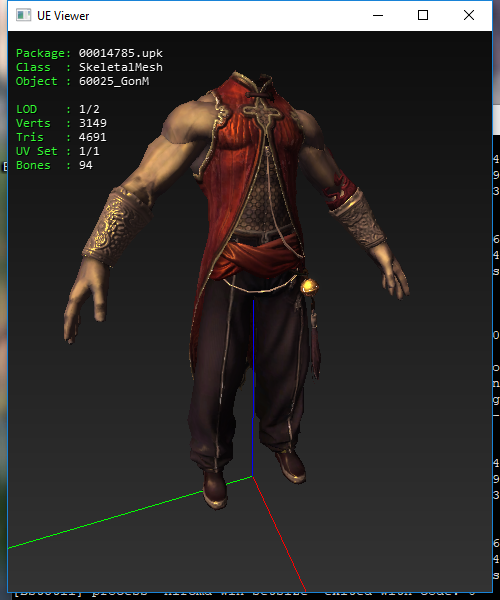 UE Viewer
Package: 00014785.upk
Class : SkeletalMesh
Object : 60025_GonM
LOD : 1/2
Verts : 3149
Tris : 4691
UV Set : 1/1
Bones : 94